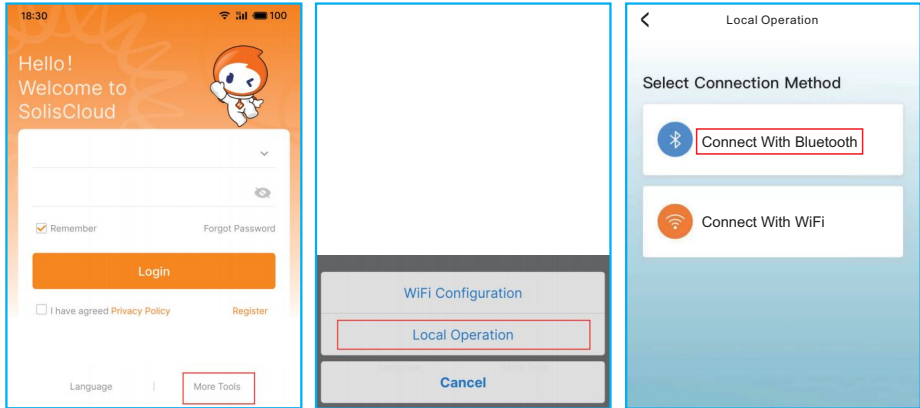 18:30
100
Hello!
Welcome to
SolisCloud
Remember
Forgot Password
Login
I have agreed Privacy Policy
Register
Language
More Tools
WiFi Configuration
Local Operation
Cancel
Local Operation
Select Connection Method
Connect With Bluetooth
Connect With WiFi